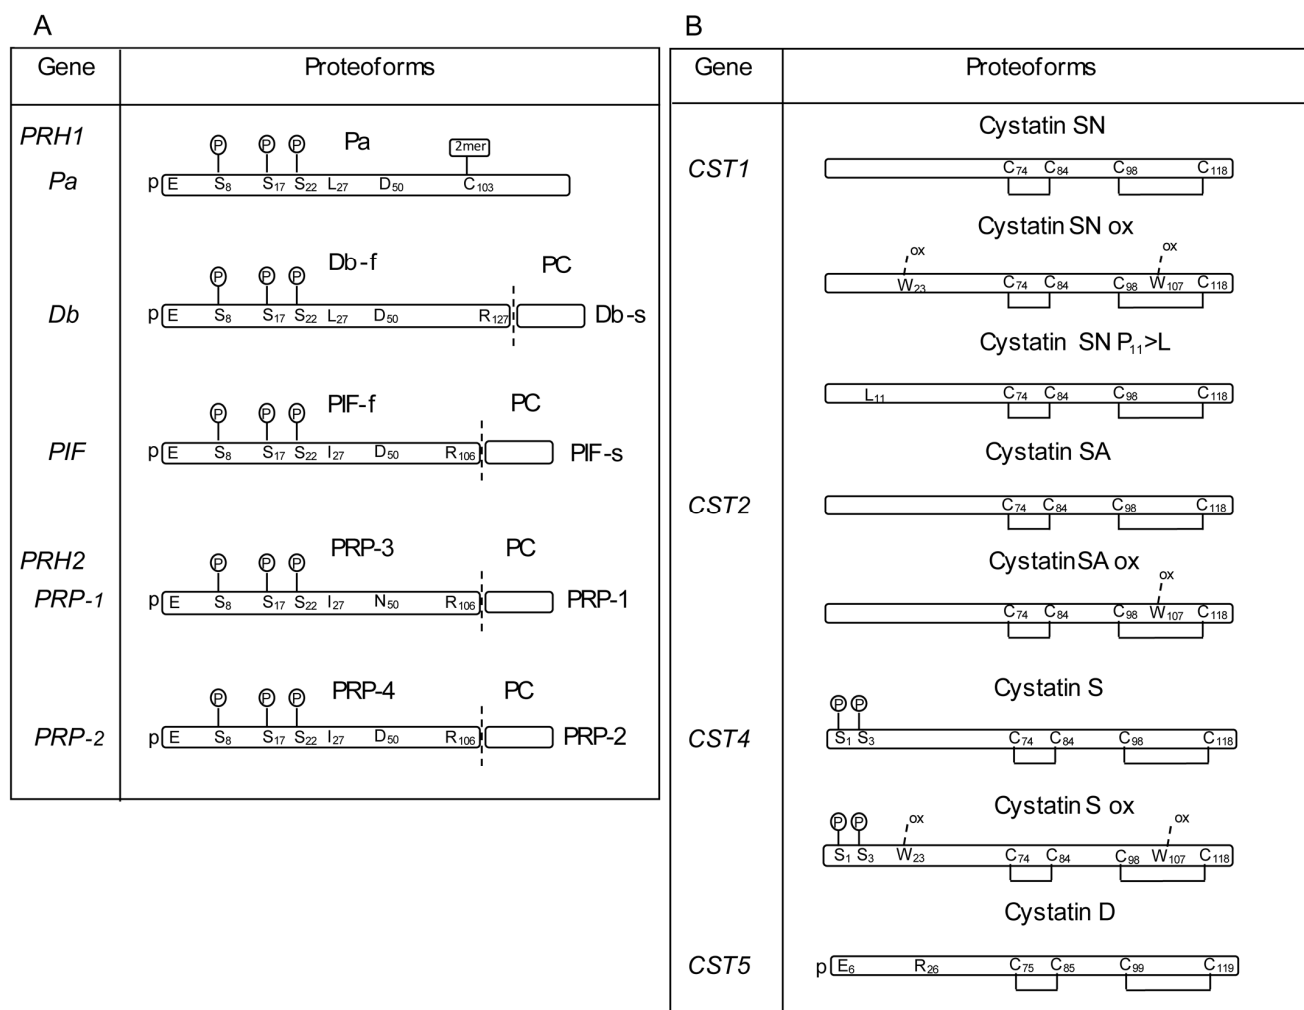 A
Gene Proteoforms
PRH1
Pa
Pa
P P P 2mer
p E S8 S17 S22 L27 D50 C103
Db-f PC
P P P
Db
p E S8 S17 S22 L27 D50 R127 Db-s
PIF-f PC
P P P
PIF
p E S8 S17 S22 I27 D50 R106 PIF-s
PRH2
PRP-3 PC
P P P
PRP-1
p E S8 S17 S22 I27 N50 R106 PRP-1
PRP-4 PC
P P P
PRP-2
p E S8 S17 S22 I27 D50 R106 PRP-2
B
Gene Proteoforms
Cystatin SN
CST1
C74 C84 C98 C118
Cystatin SN ox
ox ox
W23 C74 C84 C98 W107 C118
Cystatin SN P11>L
L11 C74 C84 C98 C118
Cystatin SA
CST2
C74 C84 C98 C118
Cystatin SA ox
ox
C74 C84 C98 W107 C118
Cystatin S
P P
CST4
S1 S3 C74 C84 C98 C118
Cystatin S ox
P P ox ox
S1 S3 W23 C74 C84 C98 W107 C118
Cystatin D
CST5
p E6 R26 C75 C85 C99 C119